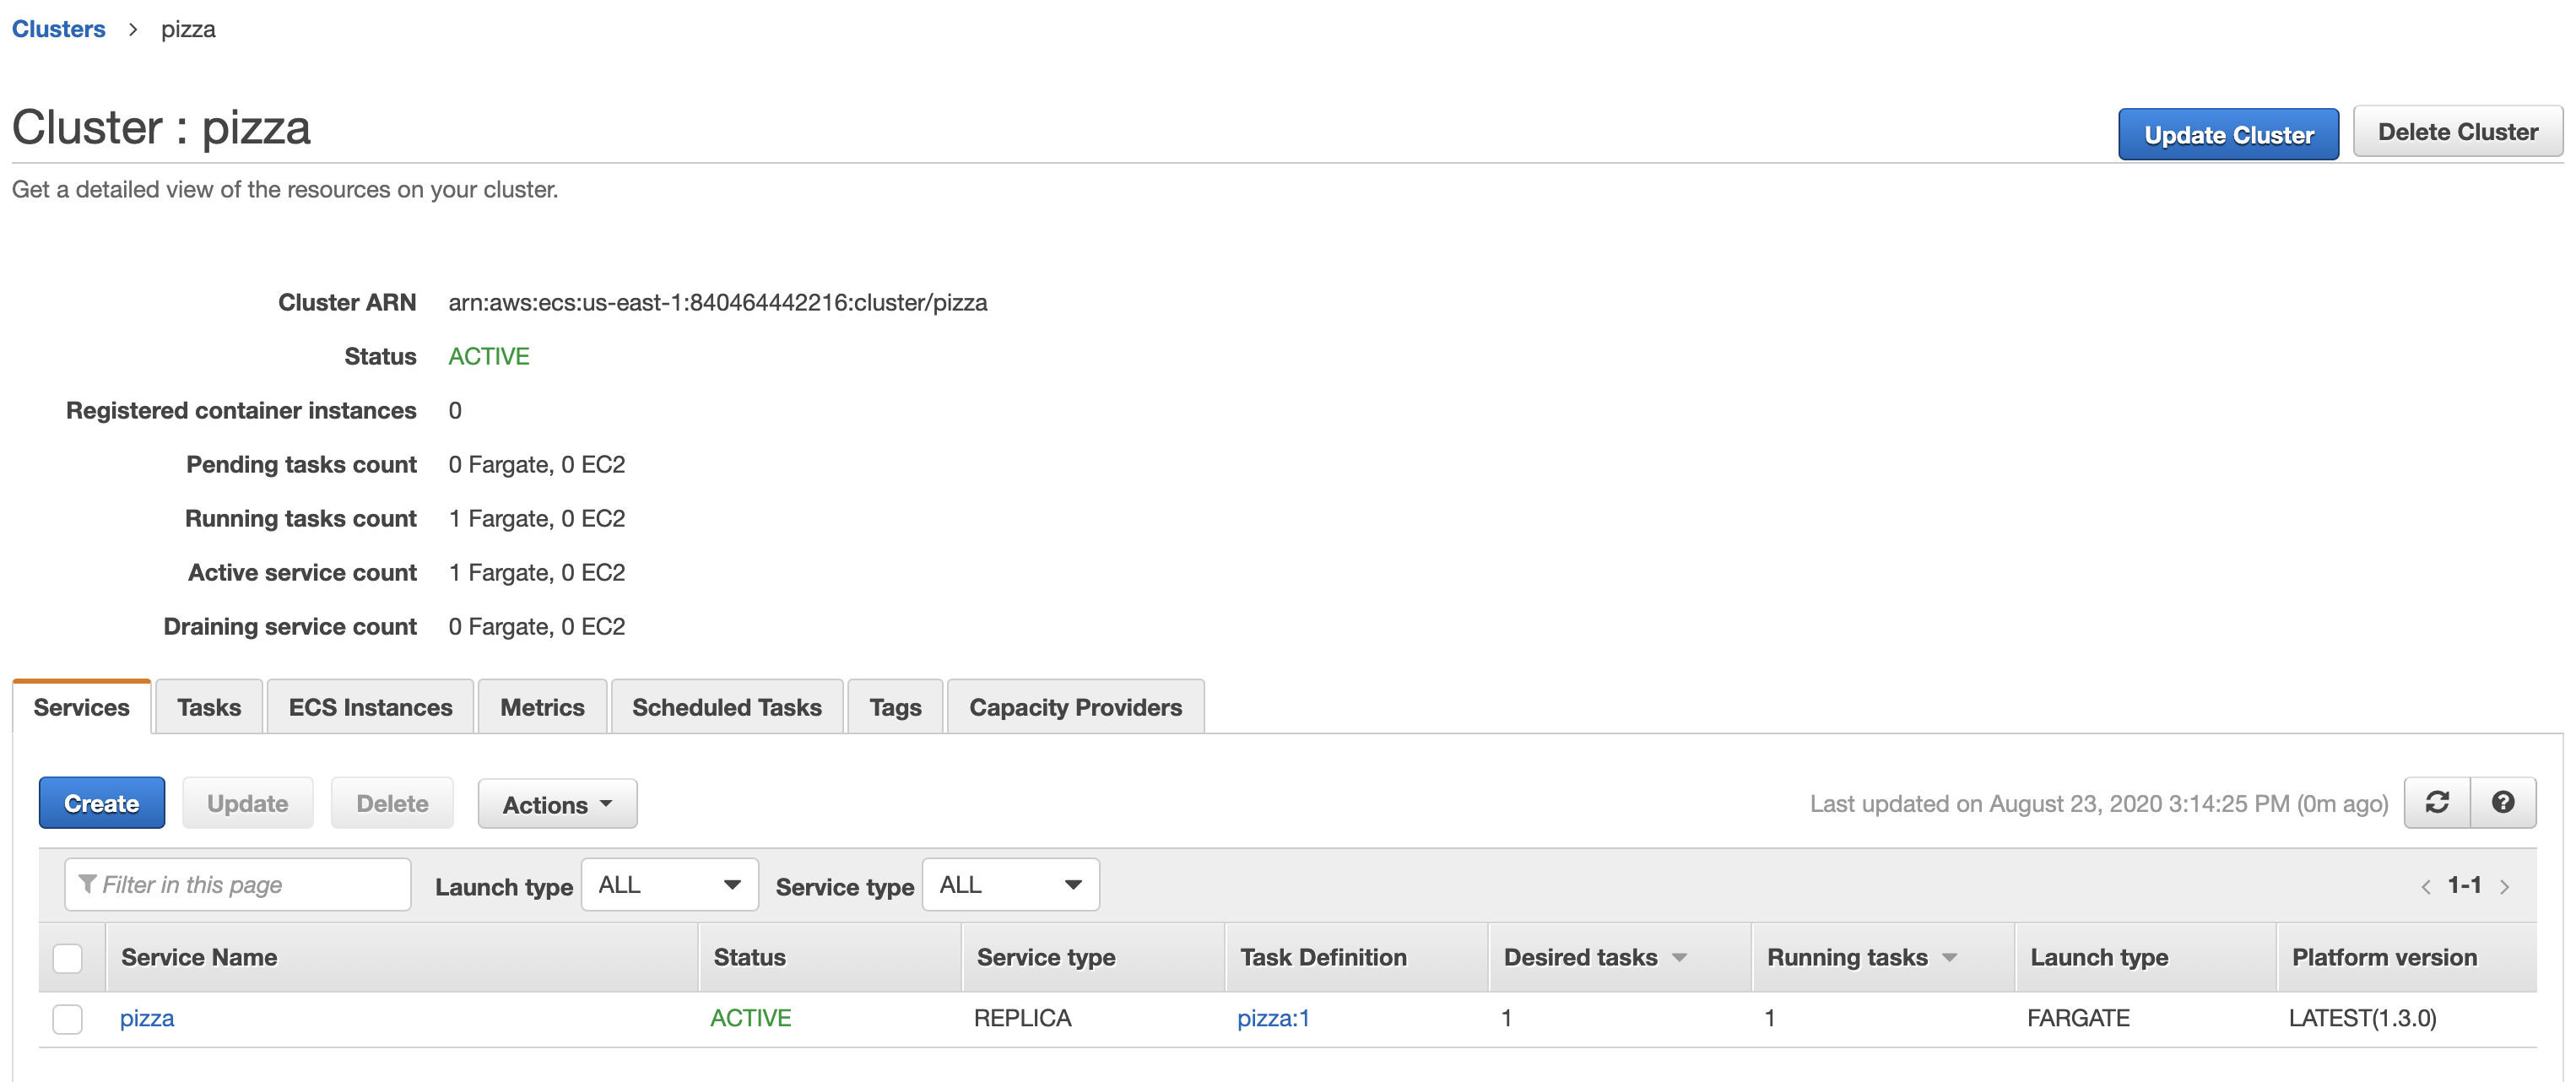 Clusters > pizza
Cluster : pizza
Update Cluster Delete Cluster
Get a detailed view of the resources on your cluster.
Cluster ARN arn:aws:ecs:us-east-1:840464442216:cluster/pizza
Status ACTIVE
Registered container instances 0
Pending tasks count 0 Fargate, 0 EC2
Running tasks count 1 Fargate, 0 EC2
Active service count 1 Fargate, 0 EC2
Draining service count 0 Fargate, 0 EC2
Services Tasks ECS Instances Metrics Scheduled Tasks Tags Capacity Providers
Create Update Delete Actions Last updated on August 23, 2020 3:14:25 PM (0m ago)
Filter in this page Launch type ALL Service type ALL < 1-1 >
Service Name Status Service type Task Definition Desired tasks Running tasks Launch type Platform version
pizza ACTIVE REPLICA pizza:1 1 1 FARGATE LATEST(1.3.0)